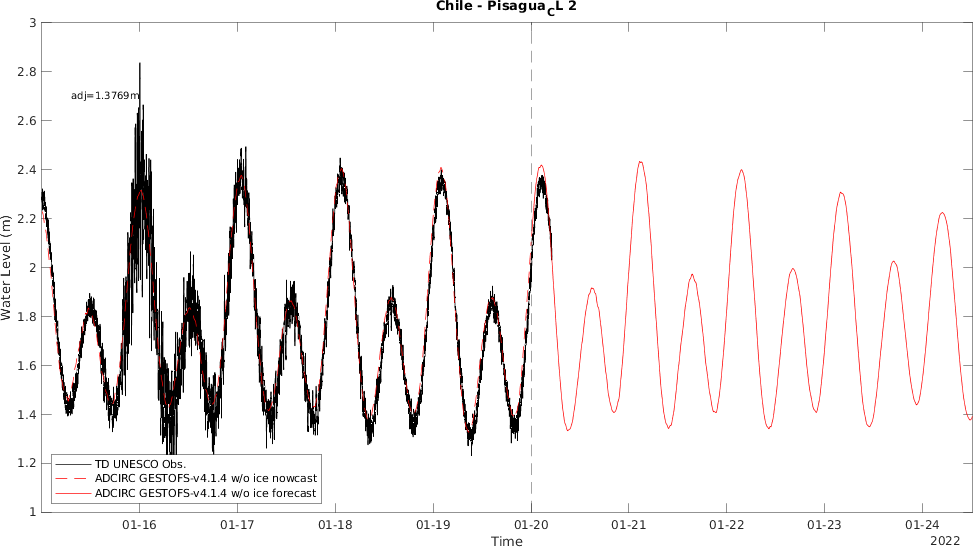 Chile - PisaguaCL 2
3
2.8
2.6
2.4
2.2
2
1.8
1.6
1.4
1.2
1
Water Level (m)
adj=1.3769m
TD UNESCO Obs.
ADCIRC GESTOFS-v4.1.4 w/o ice nowcast
ADCIRC GESTOFS-v4.1.4 w/o ice forecast
01-16 01-17 01-18 01-19 01-20 01-21 01-22 01-23 01-24
Time
2022